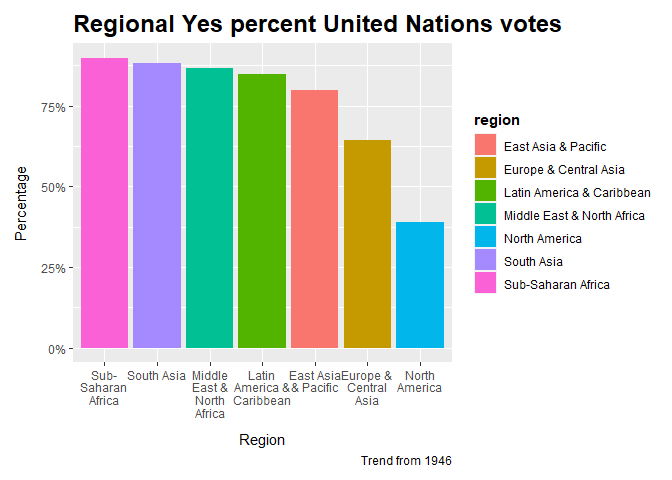 Regional Yes percent United Nations votes
Percentage
75%
50%
25%
0%
Sub-
Saharan
Africa
South Asia
Middle
East &
North
Africa
Latin
America &
Caribbean
East Asia
& Pacific
Europe &
Central
Asia
North
America
Region
Trend from 1946
region
East Asia & Pacific
Europe & Central Asia
Latin America & Caribbean
Middle East & North Africa
North America
South Asia
Sub-Saharan Africa